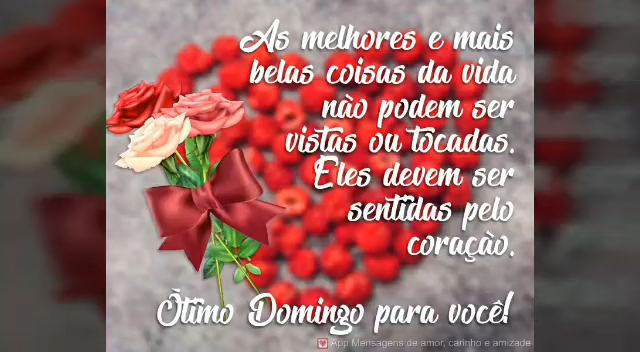 As melhores e mais
belas coisas da vida
não podem ser
vistas ou tocadas.
Eles devem ser
sentidas pelo
coração.
Òtimo Domingo para você!
App Mensagens de amor, carinho e amizade